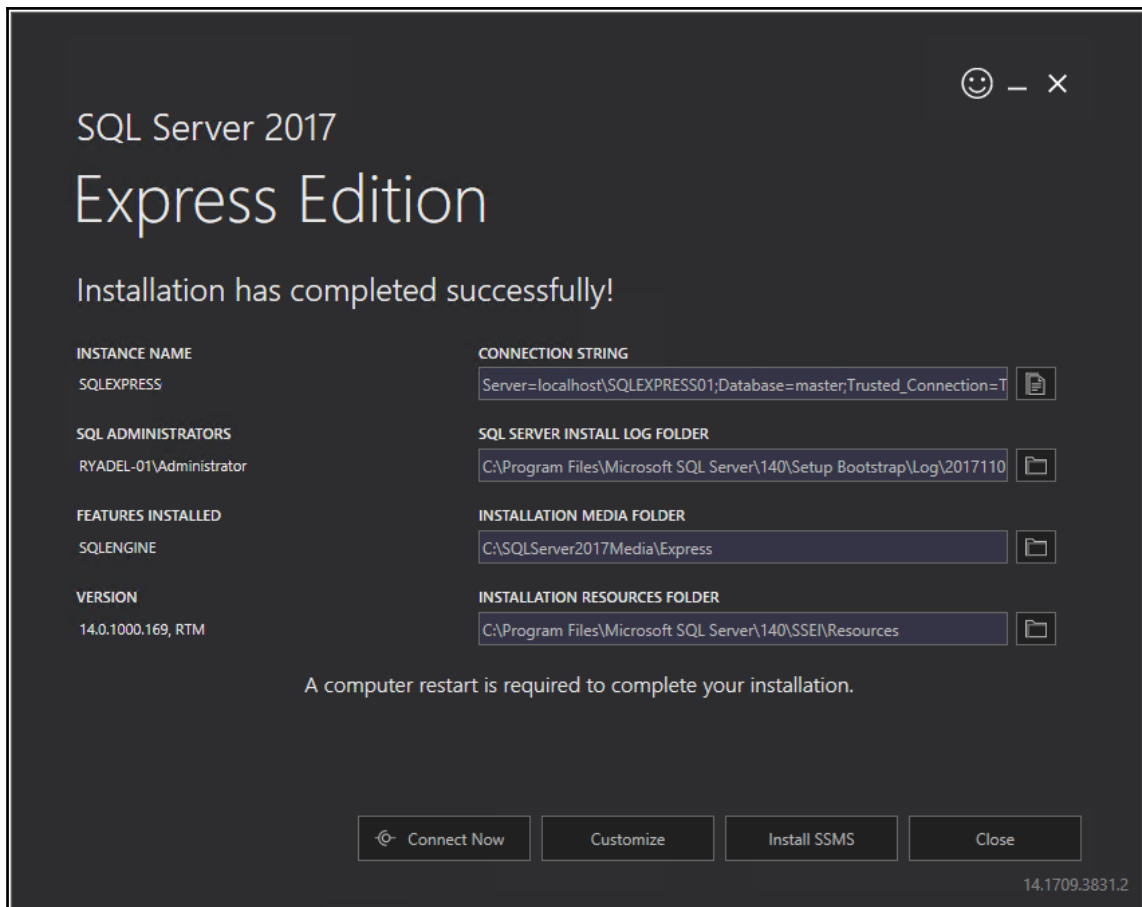 SQL Server 2017
Express Edition
Installation has completed successfully!
INSTANCE NAME
SQLEXPRESS
CONNECTION STRING
Server=localhost\SQLEXPRESS01;Database=master;Trusted_Connection=T
SQL ADMINISTRATORS
RYADEL-01\Administrator
SQL SERVER INSTALL LOG FOLDER
C:\Program Files\Microsoft SQL Server\140\Setup Bootstrap\Log\2017110
FEATURES INSTALLED
SQLENGINE
INSTALLATION MEDIA FOLDER
C:\SQLServer2017Media\Express
VERSION
14.0.1000.169, RTM
INSTALLATION RESOURCES FOLDER
C:\Program Files\Microsoft SQL Server\140\SSEI\Resources
A computer restart is required to complete your installation.
Connect Now
Customize
Install SSMS
Close
14.1709.3831.2